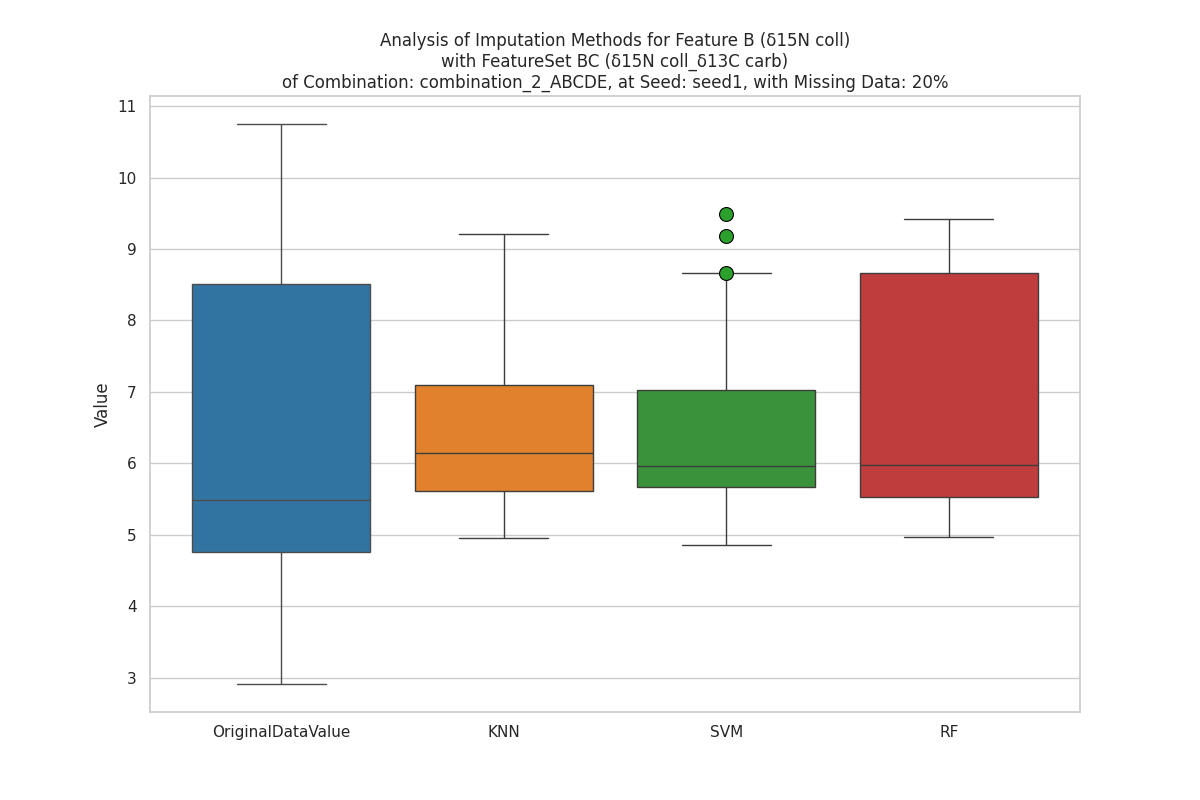 Analysis of Imputation Methods for Feature B (δ15N coll)
with FeatureSet BC (δ15N coll_δ13C carb)
of Combination: combination_2_ABCDE, at Seed: seed1, with Missing Data: 20%
11
10
9
8
7
6
5
4
3
Value
OriginalDataValue
KNN
SVM
RF